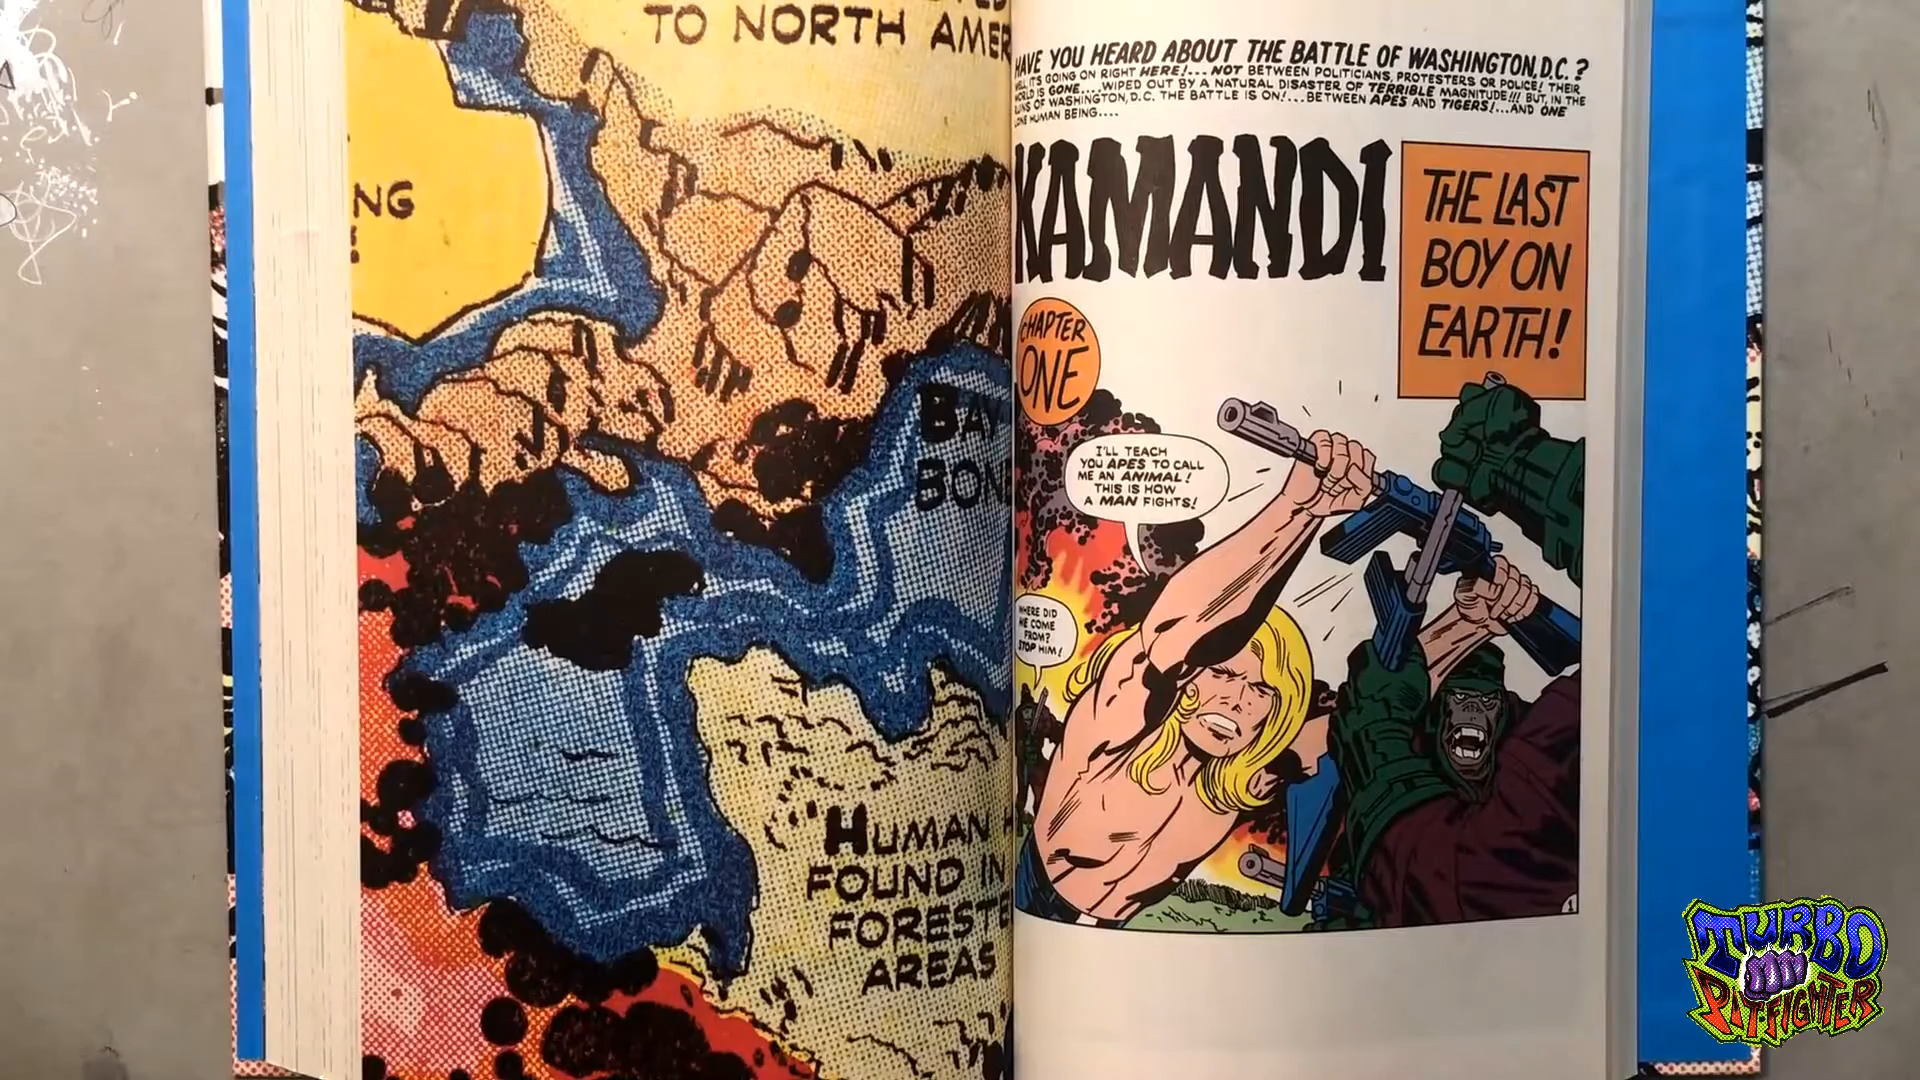 TO NORTH AMER
NG
BAY
BON
HUMAN
FOUND IN
FORESTE
AREAS
HAVE YOU HEARD ABOUT THE BATTLE OF WASHINGTON, D.C.?
WELL, IT'S GOING ON RIGHT HERE!... NOT BETWEEN POLITICIANS, PROTESTERS OR POLICE! THEIR
WORLD IS GONE... WIPED OUT BY A NATURAL DISASTER OF TERRIBLE MAGNITUDE!!! BUT, IN THE
RUINS OF WASHINGTON, D.C. THE BATTLE IS ON!... BETWEEN APES AND TIGERS!... AND ONE
LONE HUMAN BEING....
KAMANDI
THE LAST
BOY ON
EARTH!
CHAPTER
ONE
I'LL TEACH
YOU APES TO CALL
ME AN ANIMAL!
THIS IS HOW
A MAN FIGHTS!
WHERE DID
HE COME
FROM?
STOP HIM!
1
TURBO
PITFIGHTER